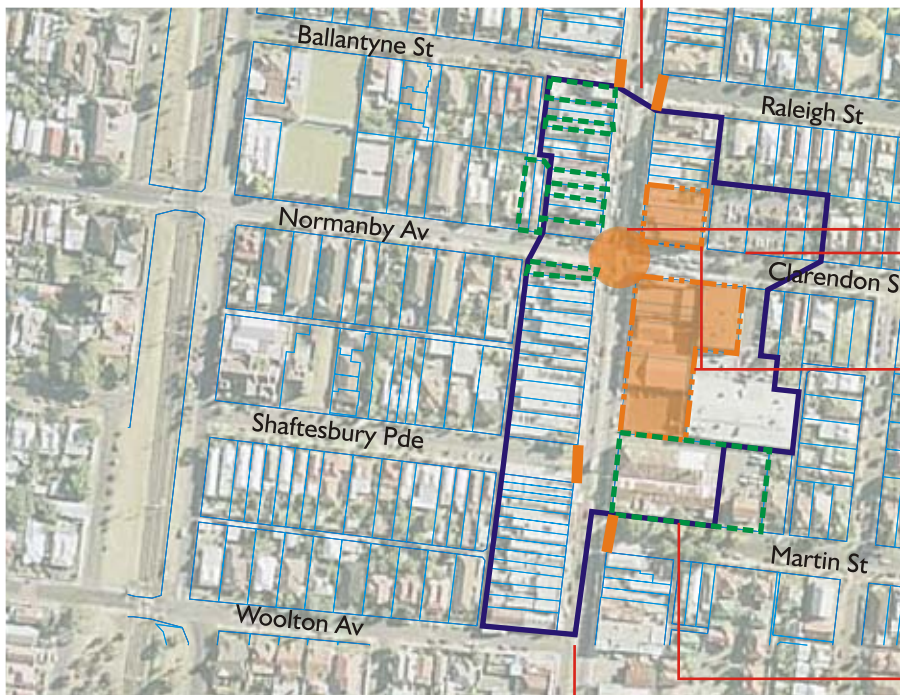 Ballantyne St
Raleigh St
Normanby Av
Clarendon S
Shaftesbury Pde
Martin St
Woolton Av